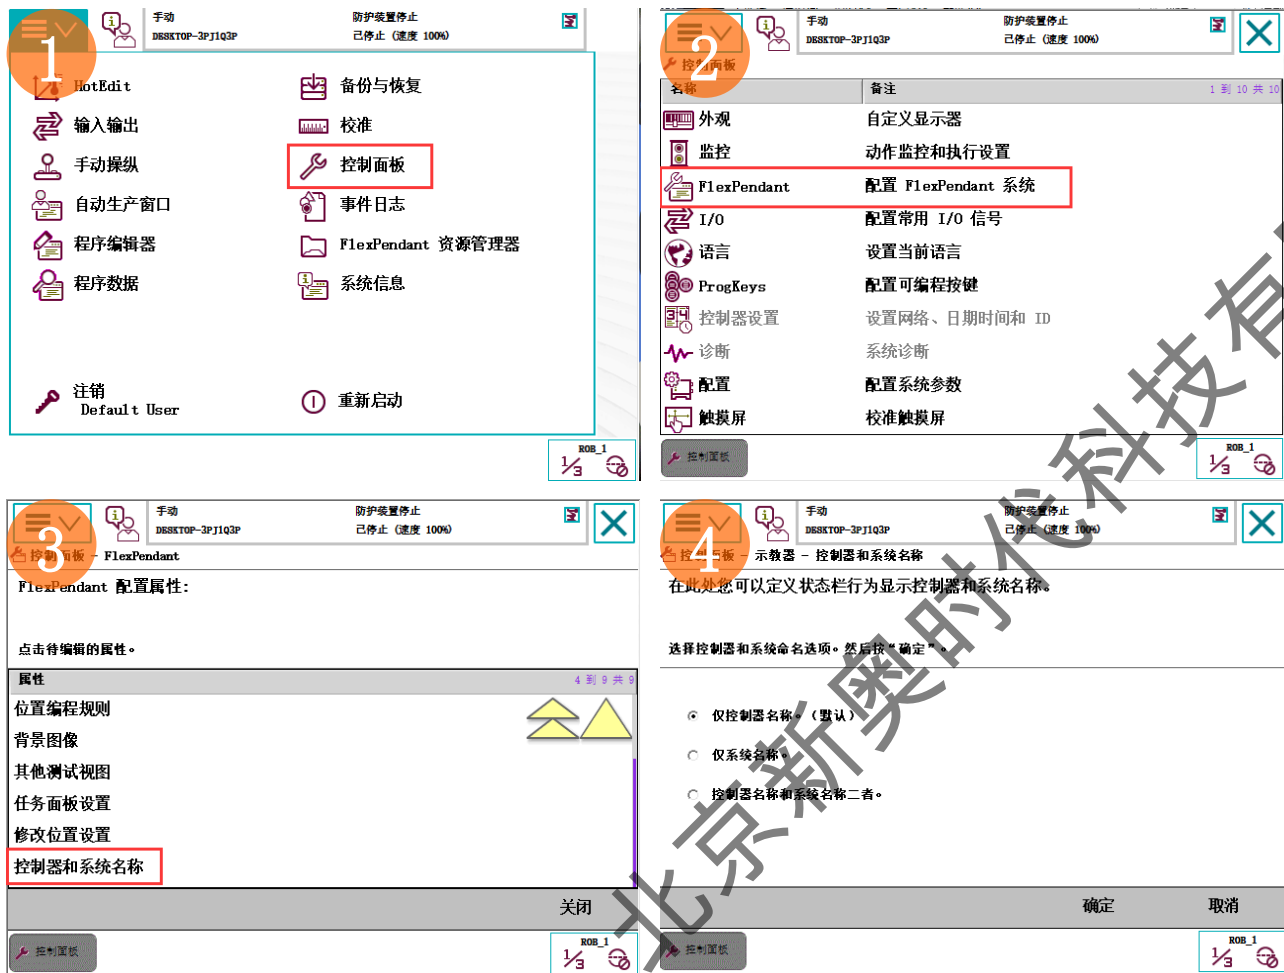 1
手动
DESKTOP-3PJ1Q3P
防护装置停止
已停止 (速度 100%)
HotEdit
备份与恢复
输入输出
校准
手动操纵
控制面板
自动生产窗口
事件日志
程序编辑器
FlexPendant 资源管理器
程序数据
系统信息
注销
Default User
重新启动
ROB_1
1/3
2
手动
DESKTOP-3PJ1Q3P
防护装置停止
已停止 (速度 100%)
控制面板
名称
备注
1 到 10 共 10
外观
自定义显示器
监控
动作监控和执行设置
FlexPendant
配置 FlexPendant 系统
I/O
配置常用 I/O 信号
语言
设置当前语言
ProgKeys
配置可编程按键
控制器设置
设置网络、日期时间和 ID
诊断
系统诊断
配置
配置系统参数
触摸屏
校准触摸屏
控制面板
ROB_1
1/3
3
手动
DESKTOP-3PJ1Q3P
防护装置停止
已停止 (速度 100%)
控制面板 - FlexPendant
FlexPendant 配置属性:
点击待编辑的属性。
属性
4 到 9 共 9
位置编程规则
背景图像
其他测试视图
任务面板设置
修改位置设置
控制器和系统名称
关闭
控制面板
ROB_1
1/3
4
手动
DESKTOP-3PJ1Q3P
防护装置停止
已停止 (速度 100%)
控制面板 - 示教器 - 控制器和系统名称
在此处您可以定义状态栏行为显示控制器和系统名称。
选择控制器和系统命名选项。然后按“确定”。
仅控制器名称。(默认)
仅系统名称。
控制器名称和系统名称二者。
确定
取消
控制面板
ROB_1
1/3
北京新奥时代科技有